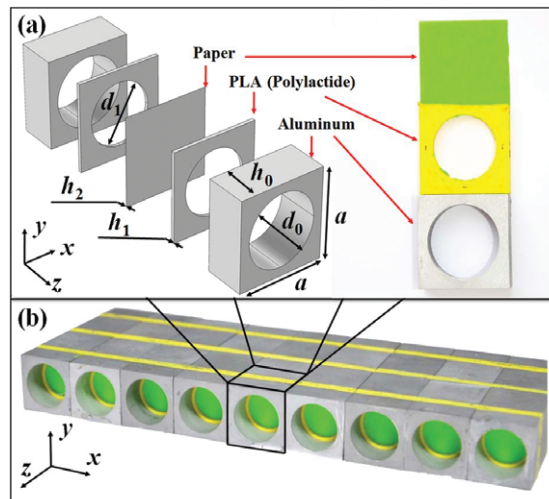 (a)
Paper
PLA (Polylactide)
Aluminum
d1
h0
h2
h1
d0
a
a
y
x
z
(b)
y
x
z